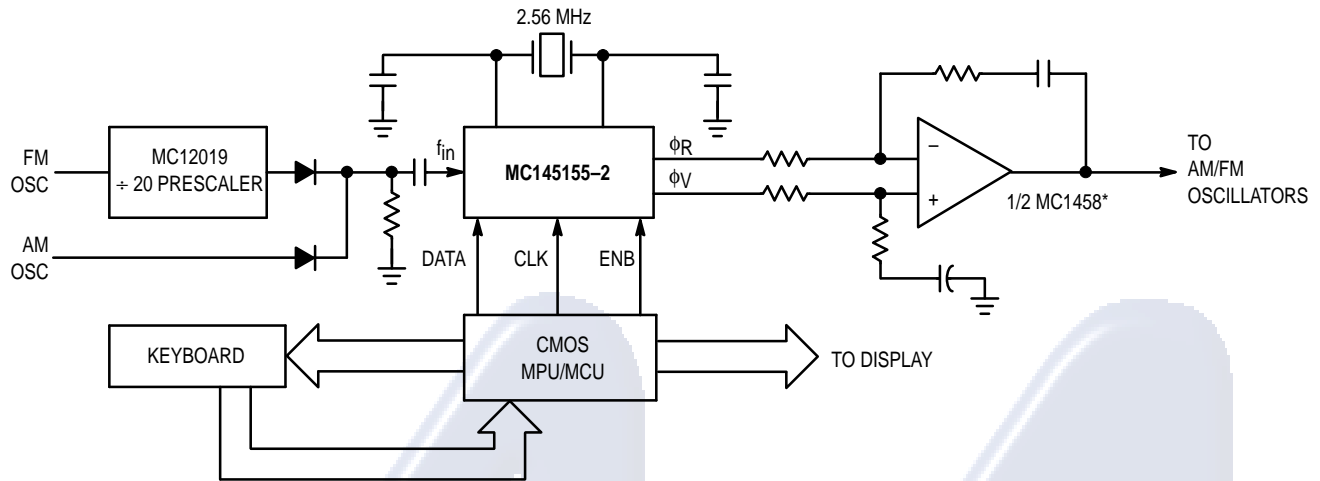 2.56 MHz
FM
OSC
MC12019
÷ 20 PRESCALER
fin
MC145155–2
ϕR
ϕV
–
+
1/2 MC1458*
TO
AM/FM
OSCILLATORS
AM
OSC
DATA
CLK
ENB
KEYBOARD
CMOS
MPU/MCU
TO DISPLAY